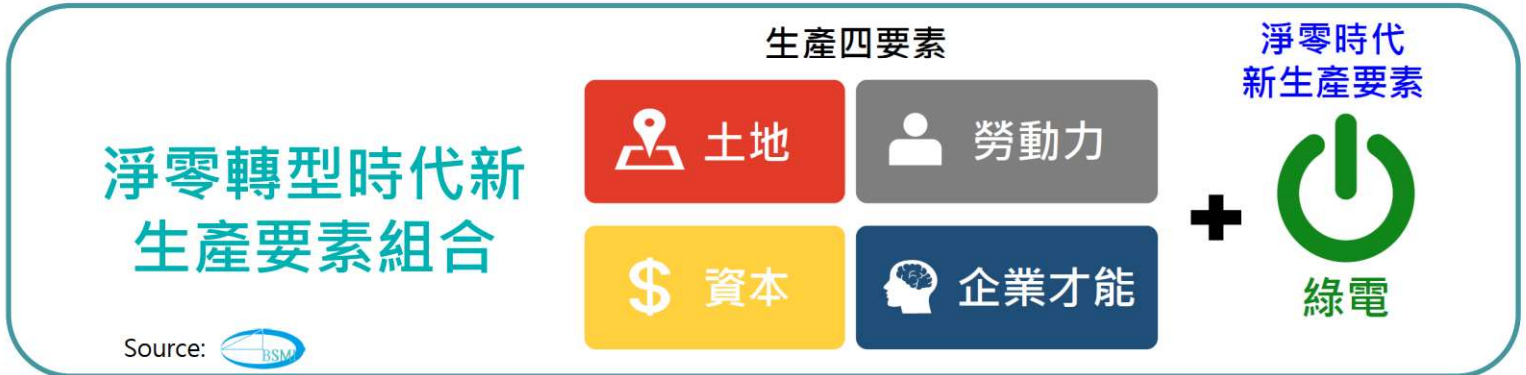 生產四要素
淨零時代
新生產要素
土地
勞動力
淨零轉型時代新
生產要素組合
$ 資本
企業才能
+
綠電
Source: BSMI